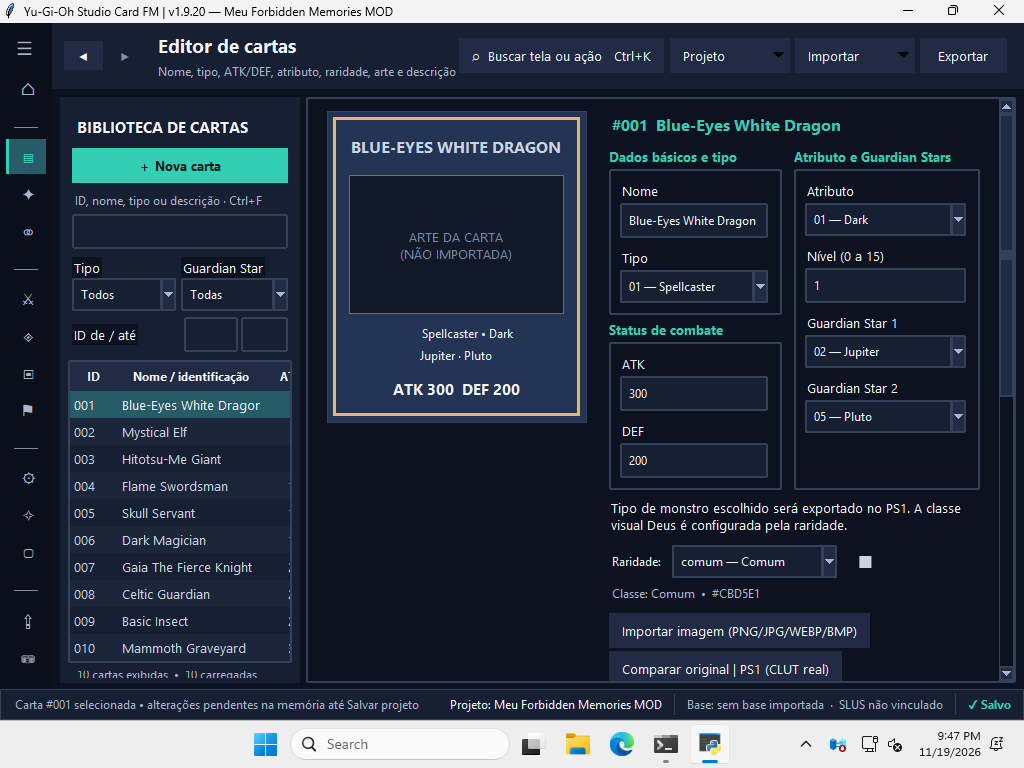 Yu-Gi-Oh Studio Card FM | v1.9.20 — Meu Forbidden Memories MOD
Editor de cartas
Nome, tipo, ATK/DEF, atributo, raridade, arte e descrição
Buscar tela ou ação Ctrl+K
Projeto
Importar
Exportar
BIBLIOTECA DE CARTAS
+ Nova carta
ID, nome, tipo ou descrição · Ctrl+F
Tipo
Guardian Star
Todos
Todas
ID de / até
ID Nome / identificação
001 Blue-Eyes White Dragor
002 Mystical Elf
003 Hitotsu-Me Giant
004 Flame Swordsman
005 Skull Servant
006 Dark Magician
007 Gaia The Fierce Knight
008 Celtic Guardian
009 Basic Insect
010 Mammoth Graveyard
10 cartas exibidas • 10 carregadas
BLUE-EYES WHITE DRAGON
ARTE DA CARTA
(NÃO IMPORTADA)
Spellcaster • Dark
Jupiter · Pluto
ATK 300 DEF 200
#001 Blue-Eyes White Dragon
Dados básicos e tipo
Nome
Blue-Eyes White Dragon
Tipo
01 — Spellcaster
Status de combate
ATK
300
DEF
200
Atributo e Guardian Stars
Atributo
01 — Dark
Nível (0 a 15)
1
Guardian Star 1
02 — Jupiter
Guardian Star 2
05 — Pluto
Tipo de monstro escolhido será exportado no PS1. A classe
visual Deus é configurada pela raridade.
Raridade:
comum — Comum
Classe: Comum • #CBD5E1
Importar imagem (PNG/JPG/WEBP/BMP)
Comparar original | PS1 (CLUT real)
Carta #001 selecionada • alterações pendentes na memória até Salvar projeto
Projeto: Meu Forbidden Memories MOD
Base: sem base importada · SLUS não vinculado
✓ Salvo
Search
9:47 PM
11/19/2026